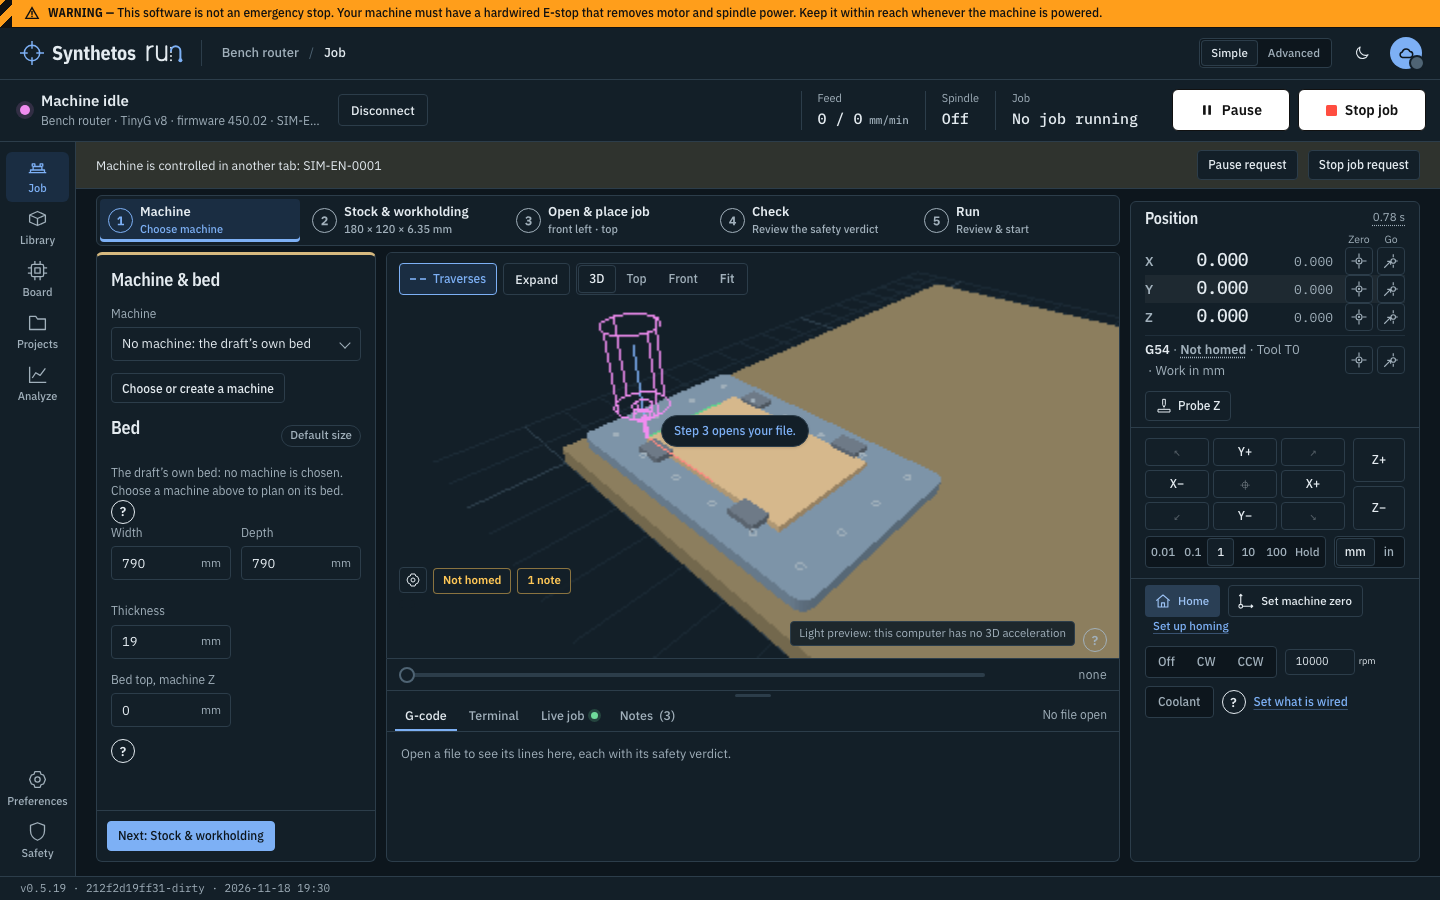 WARNING — This software is not an emergency stop. Your machine must have a hardwired E-stop that removes motor and spindle power. Keep it within reach whenever the machine is powered.
Synthetos run
Bench router / Job
Simple Advanced
Machine idle
Bench router · TinyG v8 · firmware 450.02 · SIM-E...
Disconnect
Feed
0 / 0 mm/min
Spindle
Off
Job
No job running
Pause
Stop job
Machine is controlled in another tab: SIM-EN-0001
Pause request
Stop job request
Job
Library
Board
Projects
Analyze
Preferences
Safety
1 Machine
Choose machine
2 Stock & workholding
180 × 120 × 6.35 mm
3 Open & place job
front left · top
4 Check
Review the safety verdict
5 Run
Review & start
Machine & bed
Machine
No machine: the draft’s own bed
Choose or create a machine
Bed
Default size
The draft’s own bed: no machine is chosen.
Choose a machine above to plan on its bed.
?
Width Depth
790 mm 790 mm
Thickness
19 mm
Bed top, machine Z
0 mm
?
Next: Stock & workholding
Traverses
Expand
3D Top Front Fit
Step 3 opens your file.
Not homed
1 note
Light preview: this computer has no 3D acceleration
?
none
G-code Terminal Live job Notes (3)
No file open
Open a file to see its lines here, each with its safety verdict.
Position 0.78 s
Zero Go
X 0.000 0.000
Y 0.000 0.000
Z 0.000 0.000
G54 · Not homed · Tool T0
· Work in mm
Probe Z
↖ Y+ ↗ Z+
X− X+
↙ Y− ↘ Z−
0.01 0.1 1 10 100 Hold mm in
Home
Set machine zero
Set up homing
Off CW CCW 10000 rpm
Coolant ? Set what is wired
v0.5.19 · 212f2d19ff31-dirty · 2026-11-18 19:30